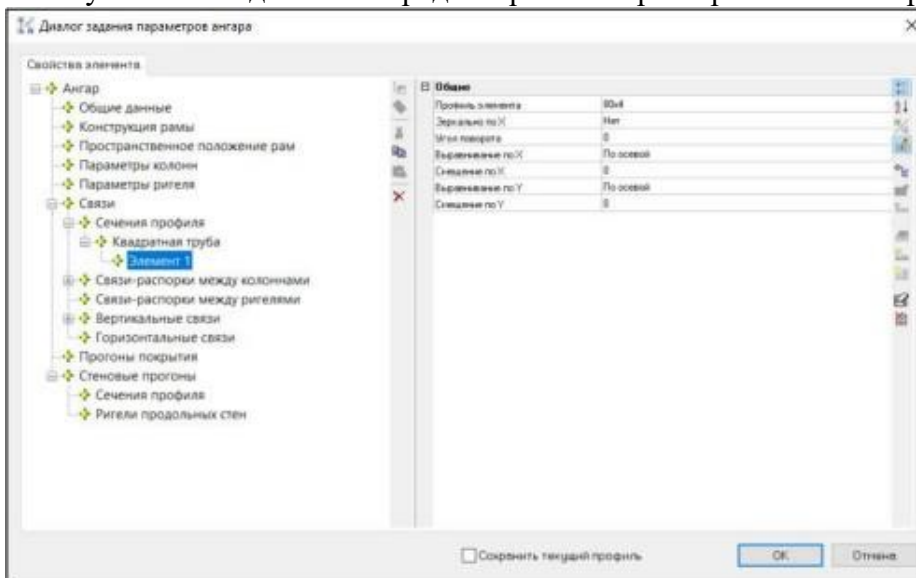 Диалог задания параметров ангара
Свойства элемента
Ангар
Общие данные
Конструкция рамы
Пространственное положение рам
Параметры колонн
Параметры ригеля
Связи
Сечения профиля
Квадратная труба
Элемент 1
Связи-распорки между колоннами
Связи-распорки между ригелями
Вертикальные связи
Горизонтальные связи
Прогоны покрытия
Стеновые прогоны
Сечения профиля
Ригели продольных стен
Общие
Профиль элемента 80x4
Зеркально по X Нет
Угол поворота 0
Выравнивание по X По осевой
Смещение по X 0
Выравнивание по Y По осевой
Смещение по Y 0
Сохранить текущий профиль
ОК
Отмена